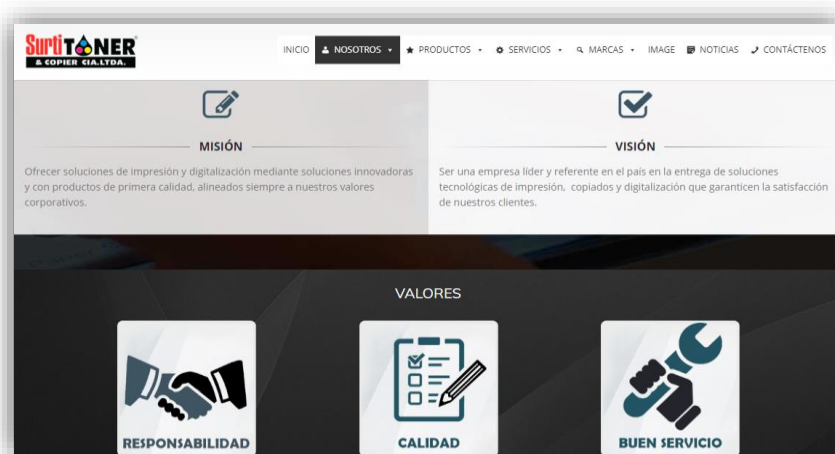 SurtiTONER
& COPIER CIA.LTDA.
INICIO NOSOTROS PRODUCTOS SERVICIOS MARCAS IMAGE NOTICIAS CONTÁCTENOS
MISIÓN
Ofrecer soluciones de impresión y digitalización mediante soluciones innovadoras
y con productos de primera calidad, alineados siempre a nuestros valores
corporativos.
VISIÓN
Ser una empresa líder y referente en el país en la entrega de soluciones
tecnológicas de impresión, copiados y digitalización que garanticen la satisfacción
de nuestros clientes.
VALORES
RESPONSABILIDAD
CALIDAD
BUEN SERVICIO